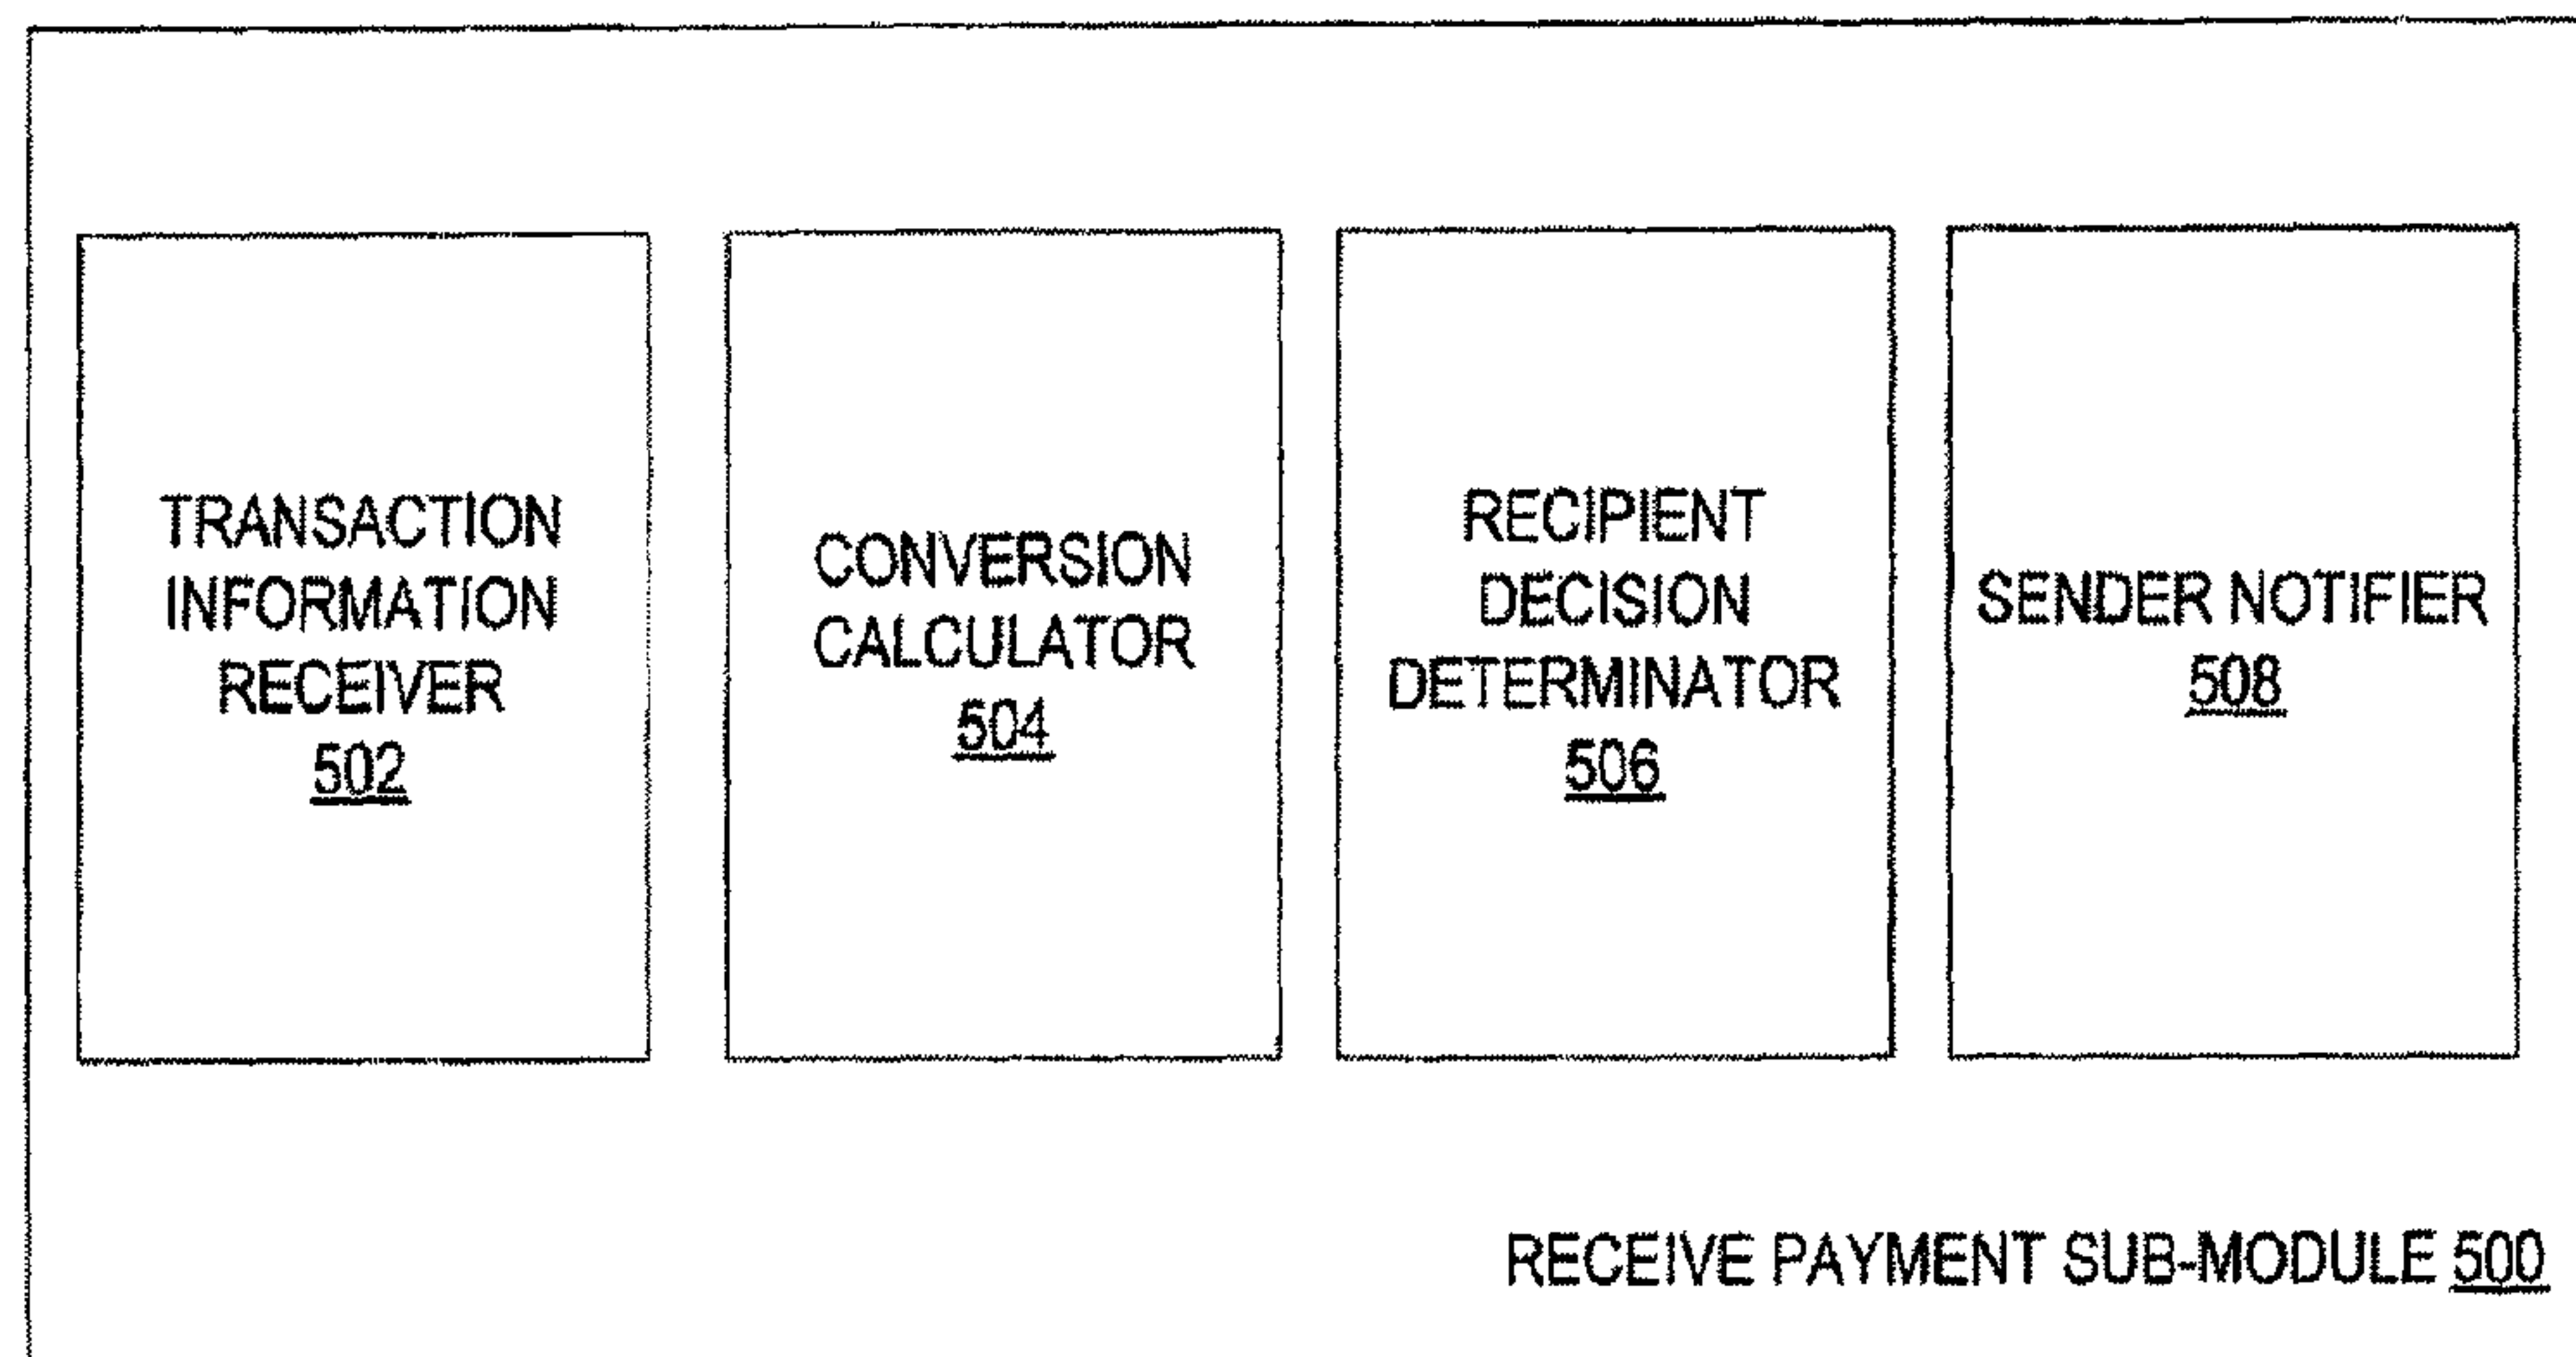 TRANSACTION
INFORMATION
RECEIVER
502
CONVERSION
CALCULATOR
504
RECIPIENT
DECISION
DETERMINATOR
506
SENDER NOTIFIER
508
RECEIVE PAYMENT SUB-MODULE 500